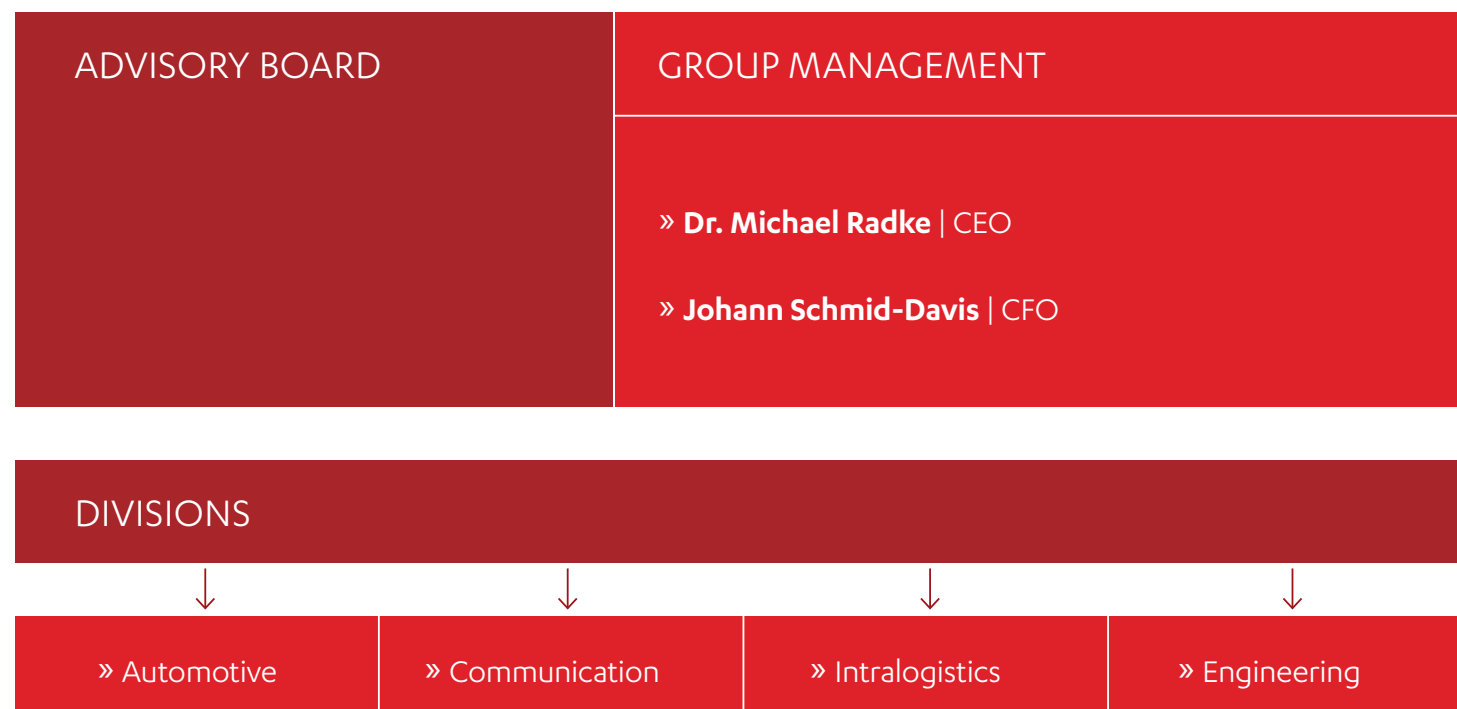 ADVISORY BOARD
GROUP MANAGEMENT
» Dr. Michael Radke | CEO
» Johann Schmid-Davis | CFO
DIVISIONS
» Automotive
» Communication
» Intralogistics
» Engineering